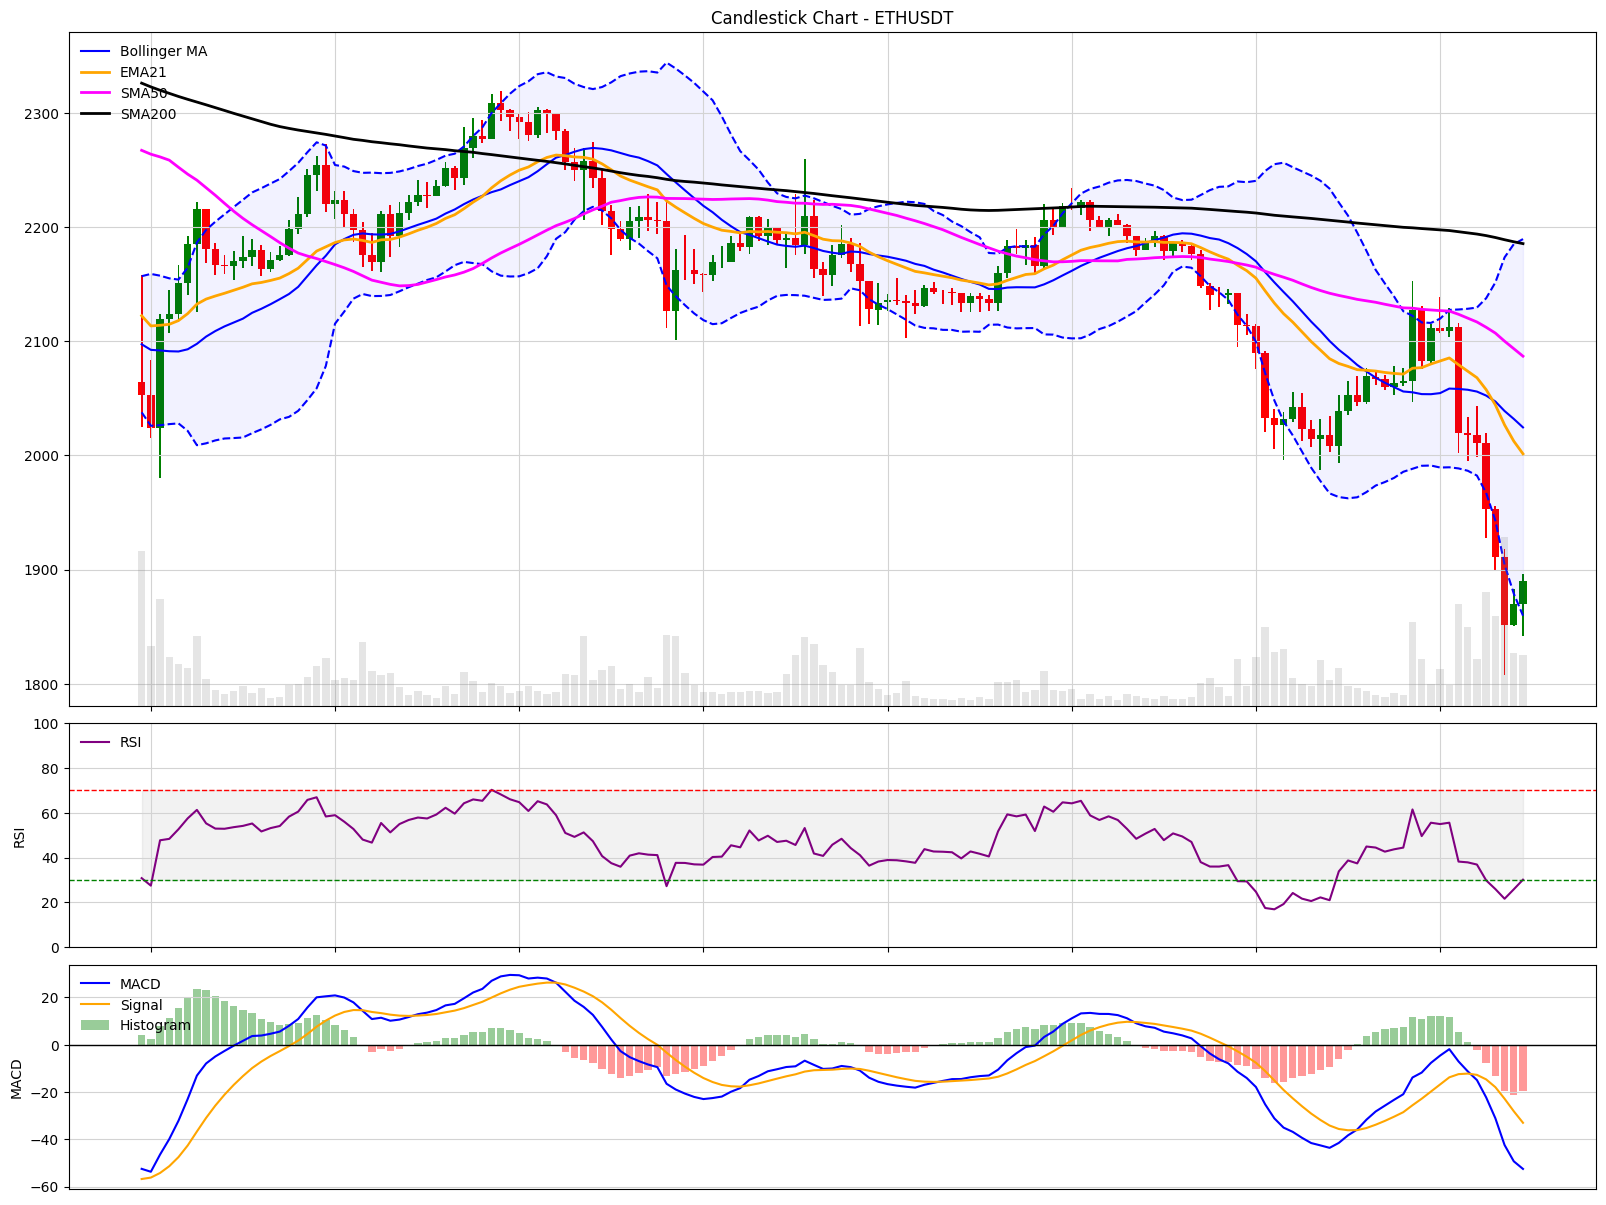 Candlestick Chart - ETHUSDT
Bollinger MA
EMA21
SMA50
SMA200
2300
2200
2100
2000
1900
1800
RSI
100
80
60
40
20
0
RSI
MACD
Signal
Histogram
20
0
−20
−40
−60
MACD